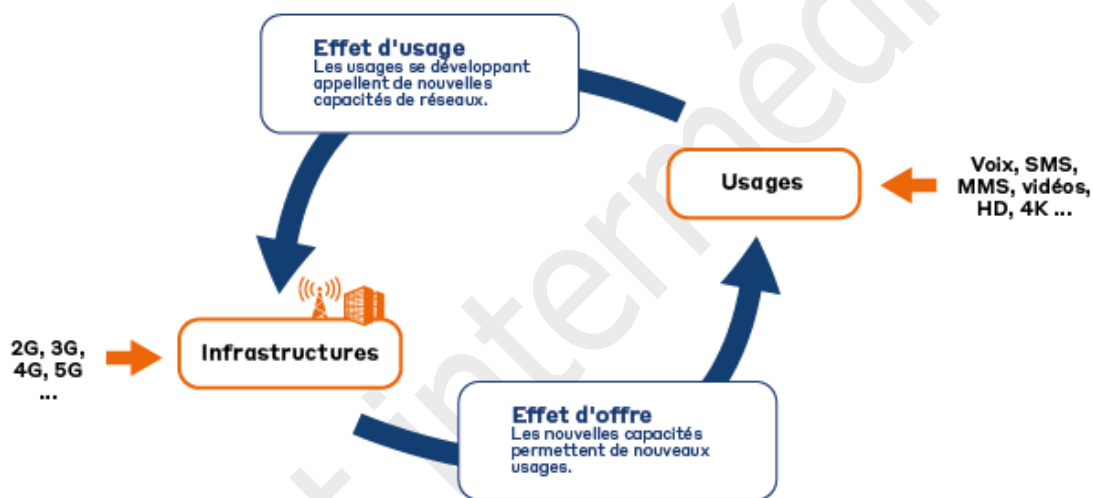 Effet d'usage
Les usages se développant
appellent de nouvelles
capacités de réseaux.
Usages
Voix, SMS,
MMS, vidéos,
HD, 4K ...
Infrastructures
2G, 3G,
4G, 5G
...
Effet d'offre
Les nouvelles capacités
permettent de nouveaux
usages.